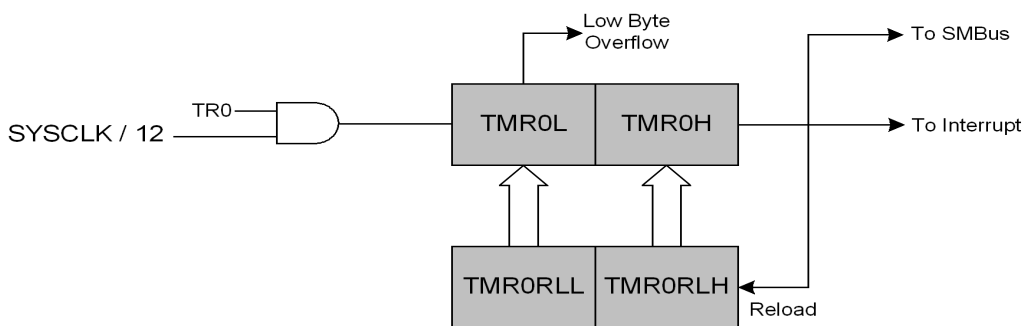 Low Byte
Overflow
To SMBus
TR0
SYSCLK / 12
TMR0L
TMR0H
To Interrupt
TMR0RLL
TMR0RLH
Reload